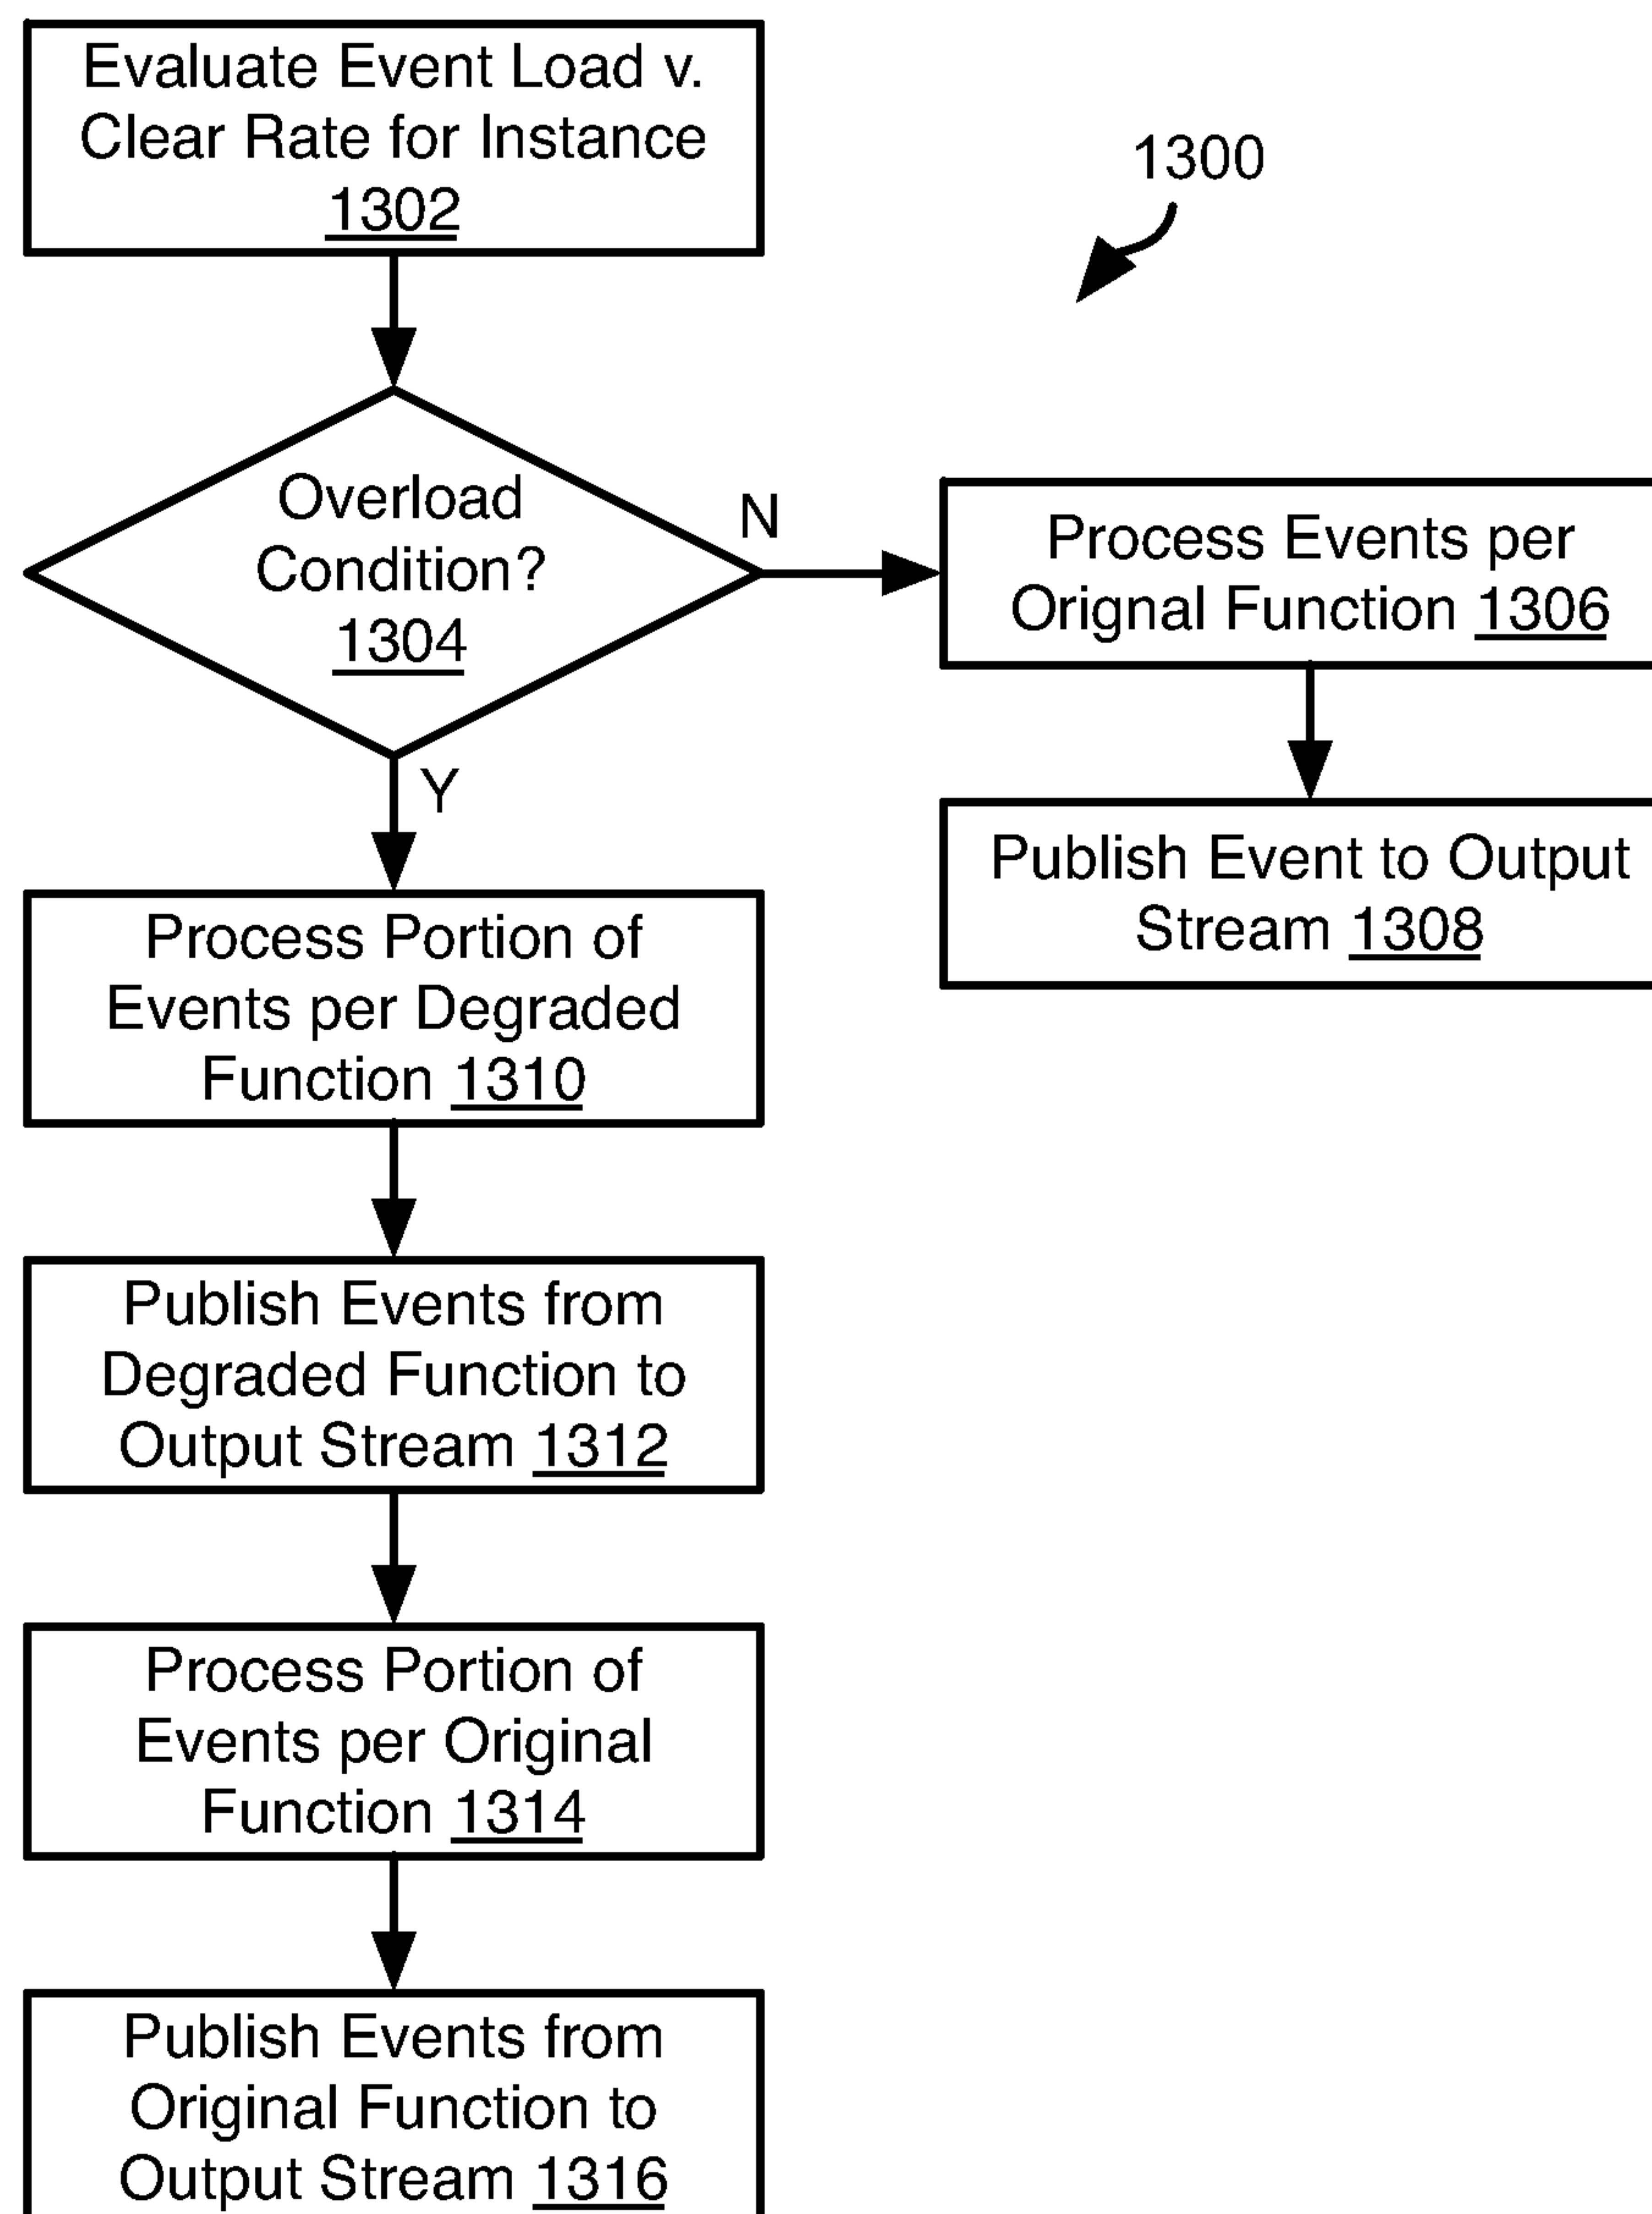 Evaluate Event Load v.
Clear Rate for Instance
1302
1300
Overload
Condition?
1304
N
Y
Process Events per
Orignal Function 1306
Publish Event to Output
Stream 1308
Process Portion of
Events per Degraded
Function 1310
Publish Events from
Degraded Function to
Output Stream 1312
Process Portion of
Events per Original
Function 1314
Publish Events from
Original Function to
Output Stream 1316